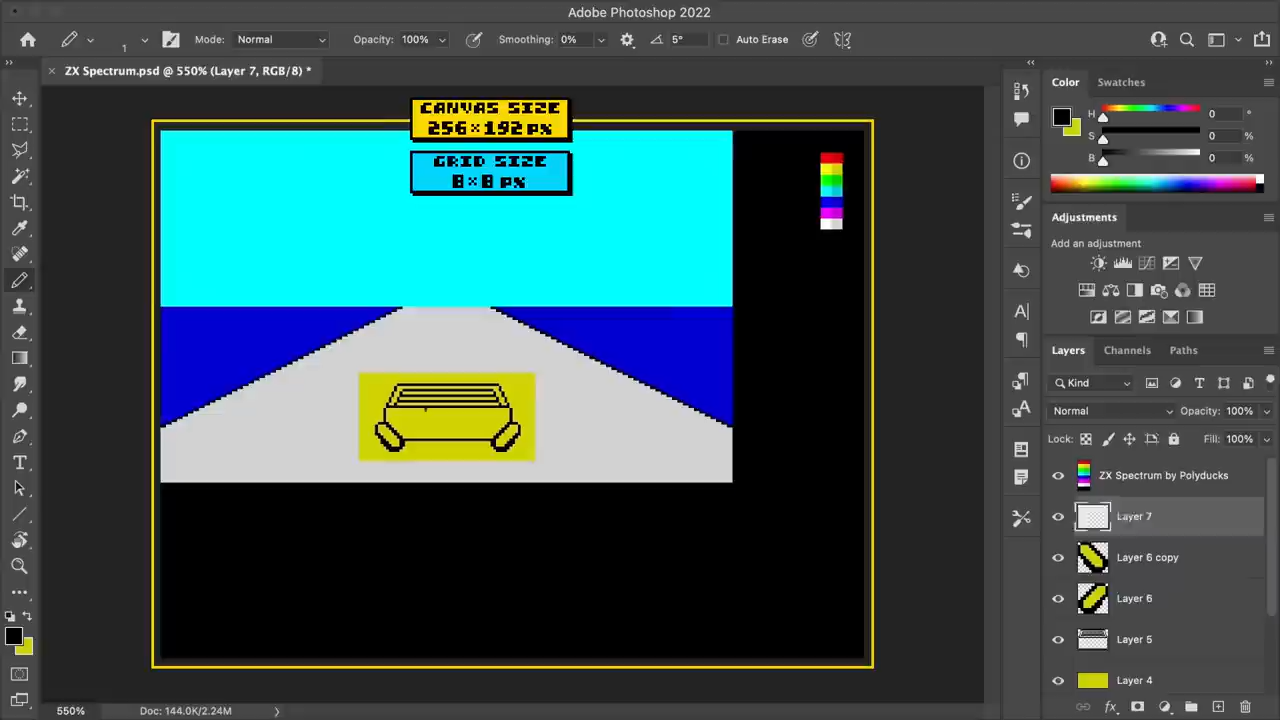 Adobe Photoshop 2022
1
Mode: Normal
Opacity: 100%
Smoothing: 0%
5°
Auto Erase
ZX Spectrum.psd @ 550% (Layer 7, RGB/8) *
CANVAS SIZE
256×192 px
GRID SIZE
8×8 px
Color
Swatches
H 0 °
S 0 %
B 0 %
Adjustments
Add an adjustment
Layers
Channels
Paths
Kind
Normal
Opacity: 100%
Lock:
Fill: 100%
ZX Spectrum by Polyducks
Layer 7
Layer 6 copy
Layer 6
Layer 5
Layer 4
fx
550%
Doc: 144.0K/2.24M